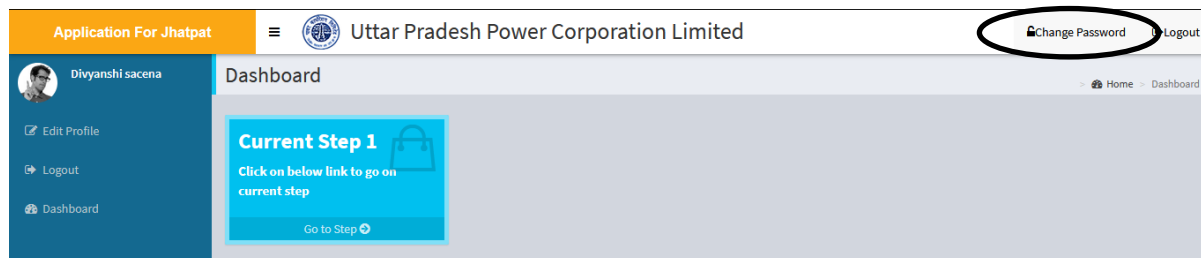 Application For Jhatpat
Uttar Pradesh Power Corporation Limited
Change Password
Logout
Divyanshi sacena
Edit Profile
Logout
Dashboard
Dashboard
> Home > Dashboard
Current Step 1
Click on below link to go on
current step
Go to Step